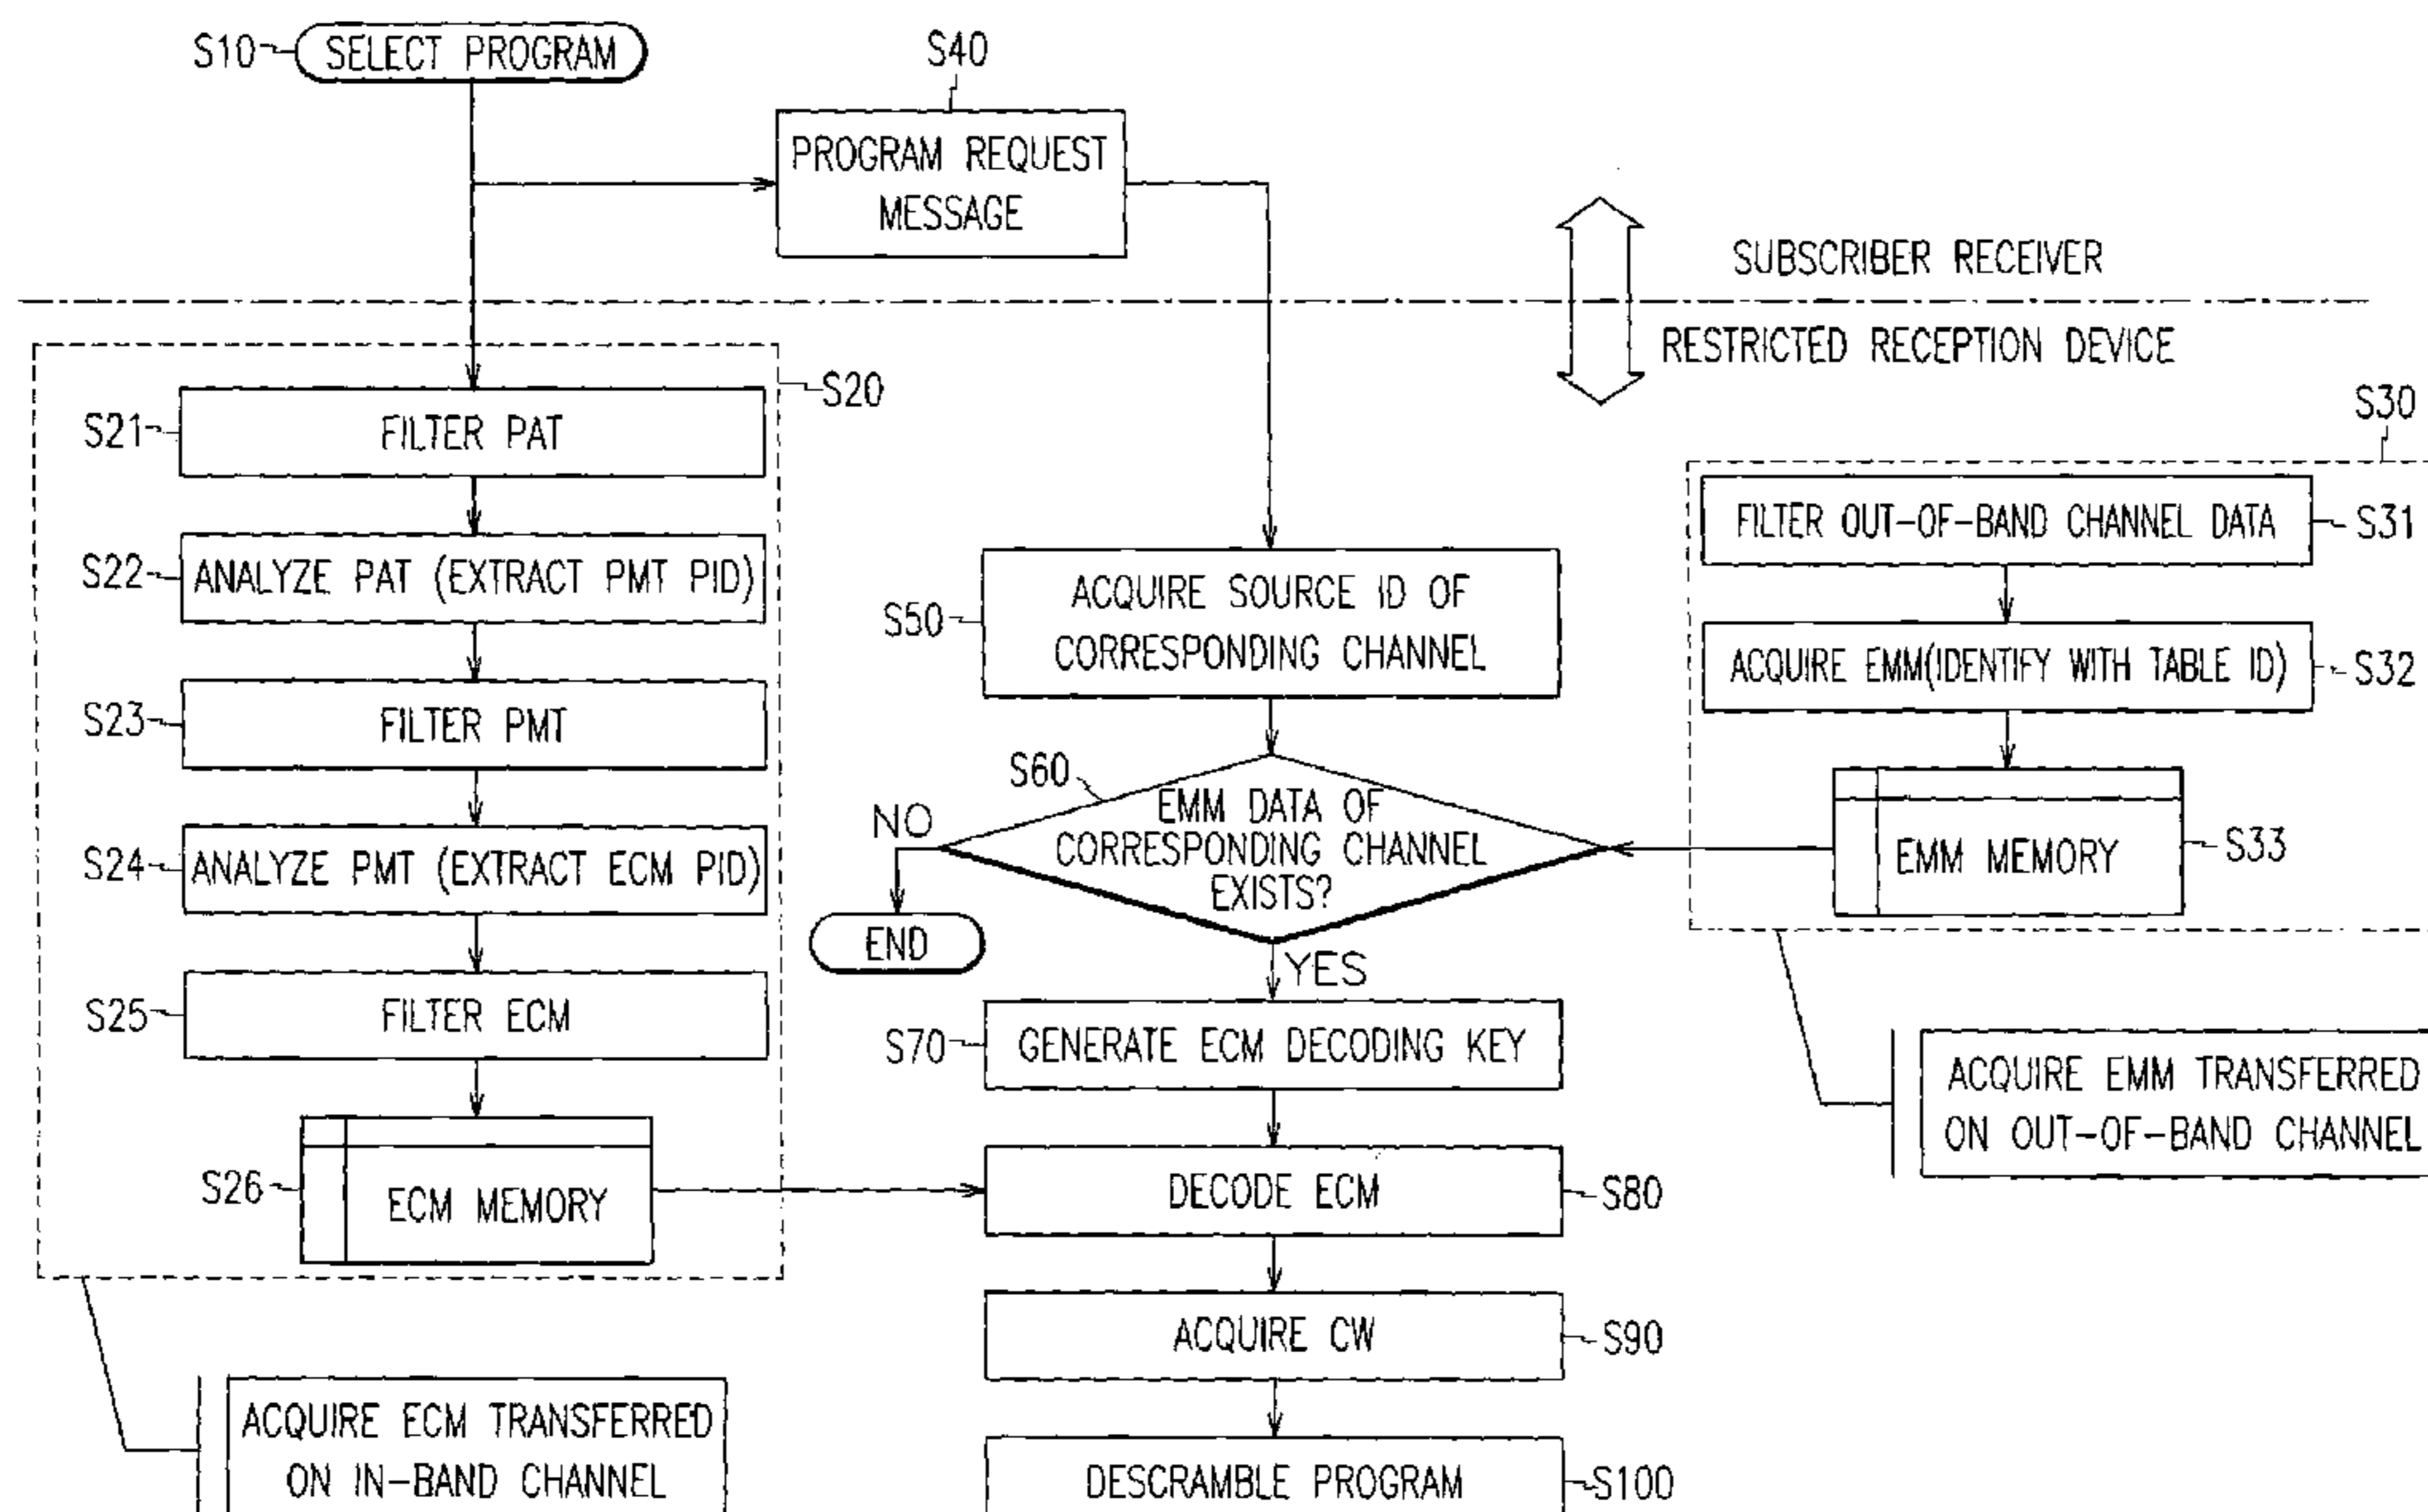 S10
SELECT PROGRAM
S40
PROGRAM REQUEST
MESSAGE
SUBSCRIBER RECEIVER
RESTRICTED RECEPTION DEVICE
S20
S21
FILTER PAT
S22
ANALYZE PAT (EXTRACT PMT PID)
S23
FILTER PMT
S24
ANALYZE PMT (EXTRACT ECM PID)
S25
FILTER ECM
S26
ECM MEMORY
ACQUIRE ECM TRANSFERRED
ON IN-BAND CHANNEL
S50
ACQUIRE SOURCE ID OF
CORRESPONDING CHANNEL
S60
EMM DATA OF
CORRESPONDING CHANNEL
EXISTS?
NO
END
YES
S70
GENERATE ECM DECODING KEY
DECODE ECM
S80
ACQUIRE CW
S90
DESCRAMBLE PROGRAM
S100
S30
FILTER OUT-OF-BAND CHANNEL DATA
S31
ACQUIRE EMM(IDENTIFY WITH TABLE ID)
S32
EMM MEMORY
S33
ACQUIRE EMM TRANSFERRED
ON OUT-OF-BAND CHANNEL